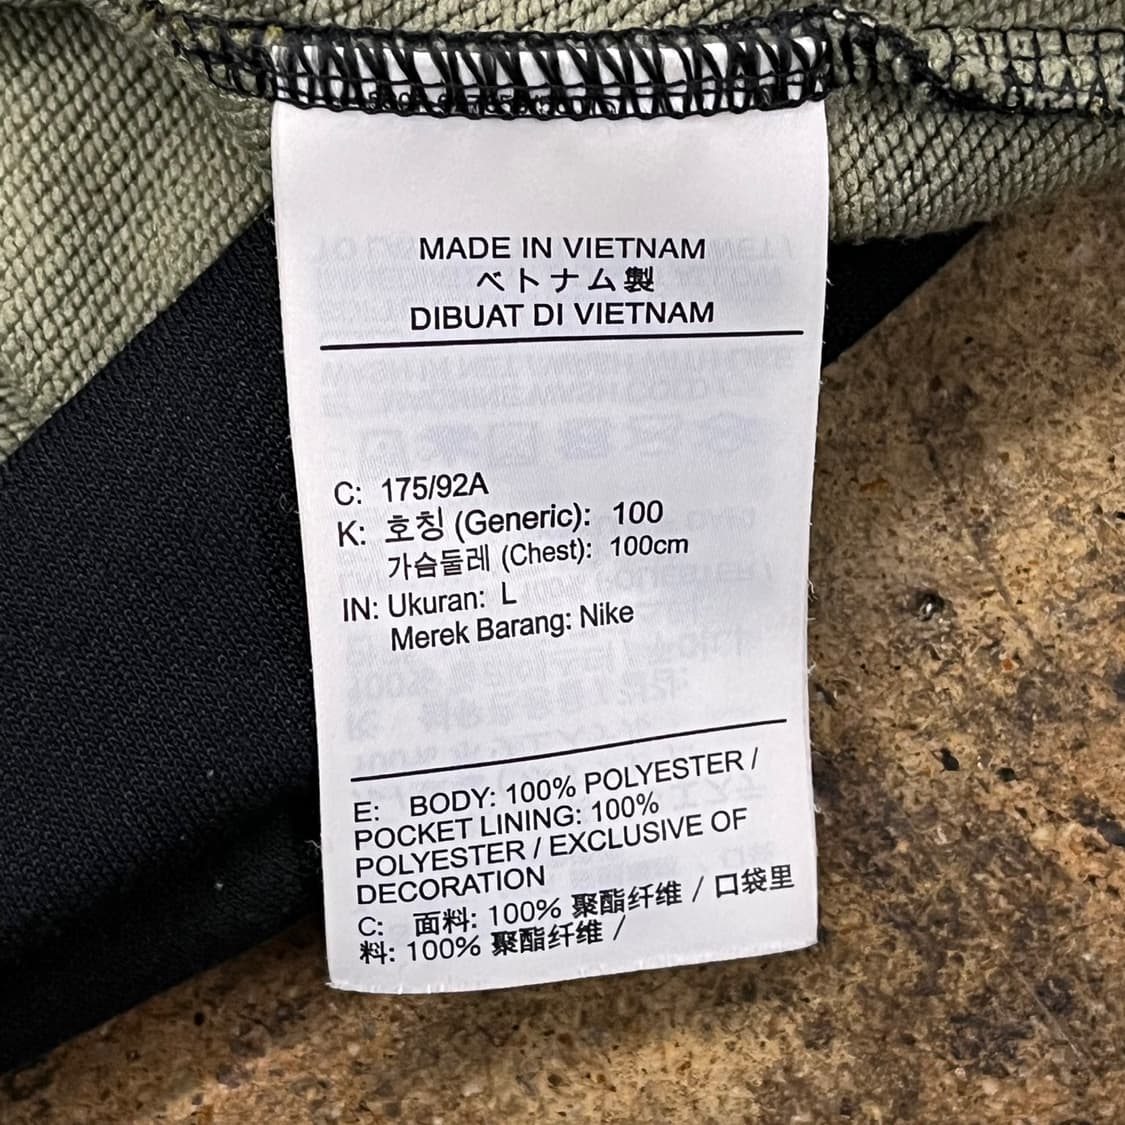 MADE IN VIETNAM
ベトナム製
DIBUAT DI VIETNAM
C: 175/92A
K: 호칭 (Generic): 100
가슴둘레 (Chest): 100cm
IN: Ukuran: L
Merek Barang: Nike
E: BODY: 100% POLYESTER /
POCKET LINING: 100%
POLYESTER / EXCLUSIVE OF
DECORATION
C: 面料: 100% 聚酯纤维 / 口袋里
料: 100% 聚酯纤维 /